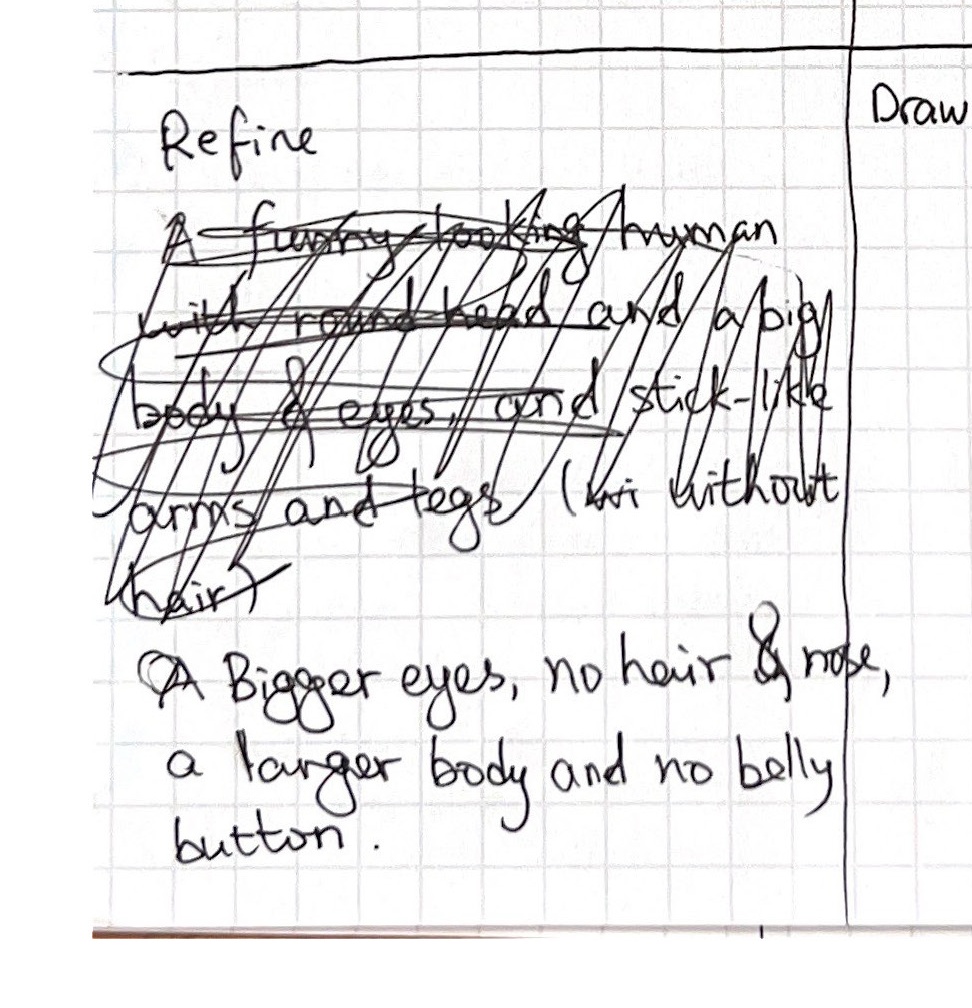 Draw
Refine
A funny looking human
with round head and a big
body & eyes, and stick-like
arms and legs (wi without
hair)
A Bigger eyes, no hair & nose,
a larger body and no belly
button.